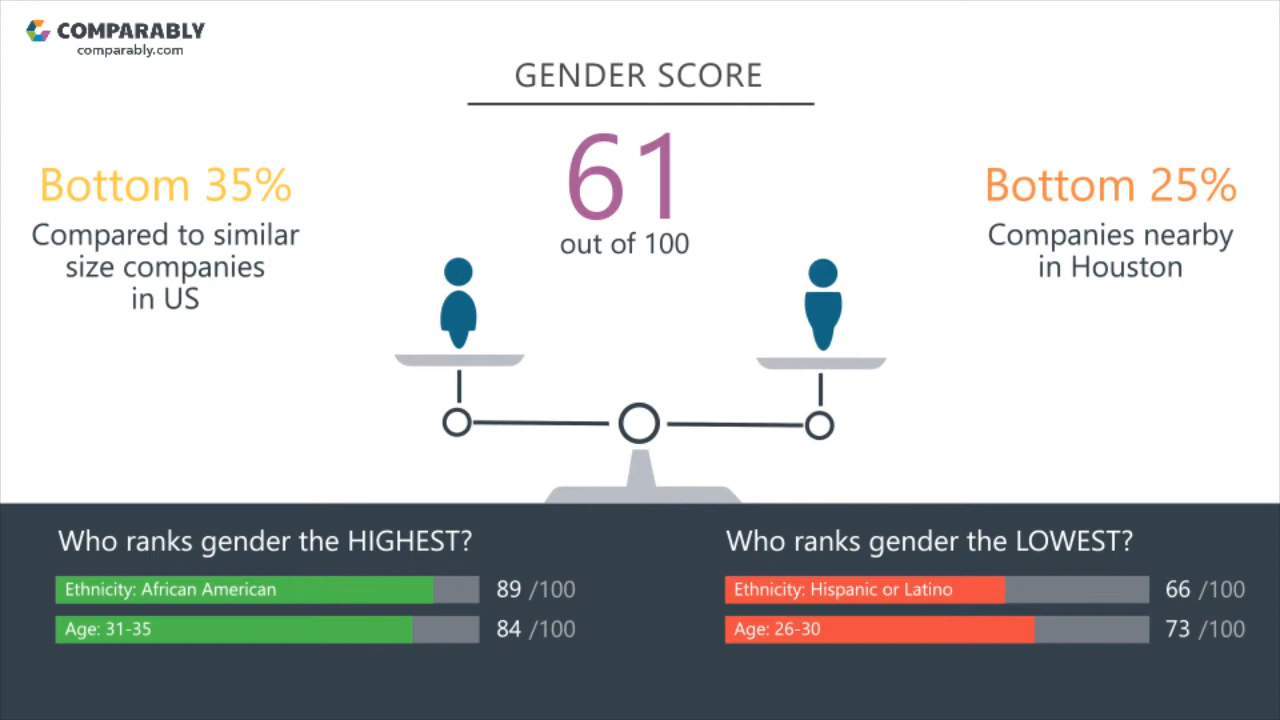 COMPARABLY
comparably.com
GENDER SCORE
61
out of 100
Bottom 35%
Compared to similar
size companies
in US
Bottom 25%
Companies nearby
in Houston
Who ranks gender the HIGHEST?
Ethnicity: African American 89 /100
Age: 31-35 84 /100
Who ranks gender the LOWEST?
Ethnicity: Hispanic or Latino 66 /100
Age: 26-30 73 /100